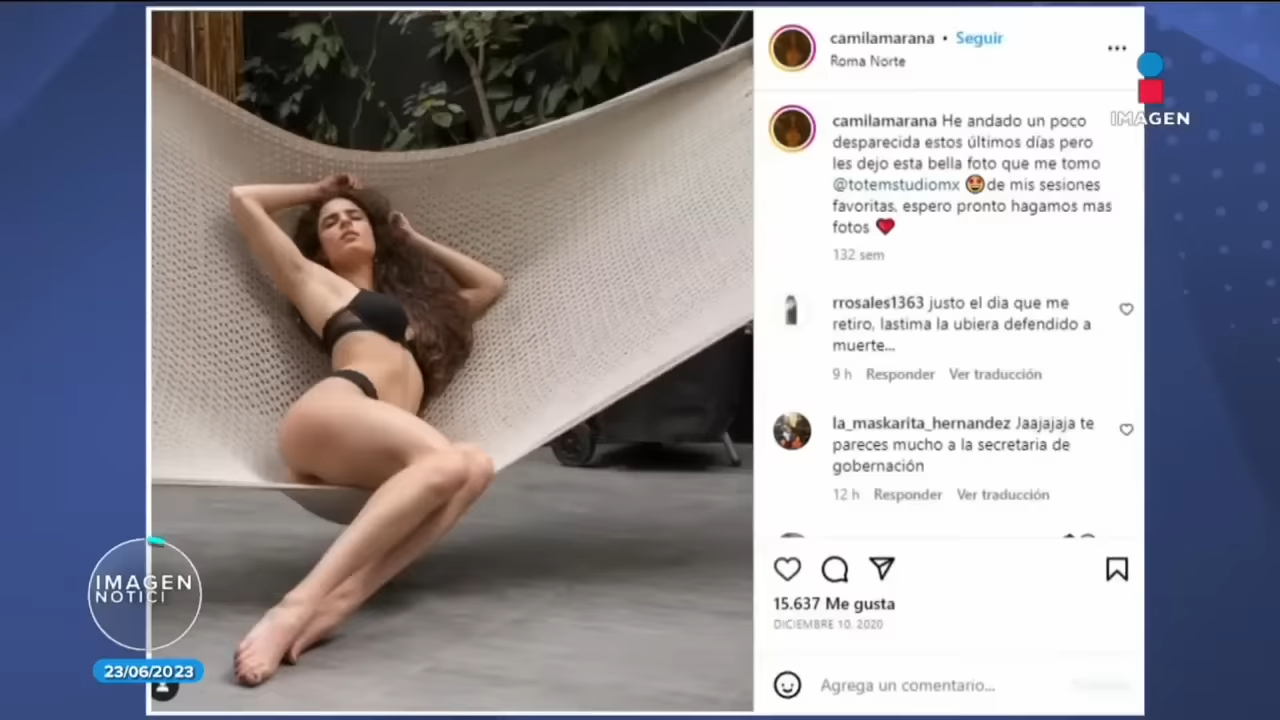 camilamarana • Seguir
Roma Norte
IMAGEN
camilamarana He andado un poco
desparecida estos últimos días pero
les dejo esta bella foto que me tomo
@totemstudiomx 🤩de mis sesiones
favoritas, espero pronto hagamos mas
fotos ❤️
132 sem
rrosales1363 justo el dia que me
retiro, lastima la ubiera defendido a
muerte...
9 h Responder Ver traducción
la_maskarita_hernandez Jaajajaja te
pareces mucho a la secretaria de
gobernación
12 h Responder Ver traducción
15.637 Me gusta
DICIEMBRE 10, 2020
Agrega un comentario...
IMAGEN
NOTICI
23/06/2023